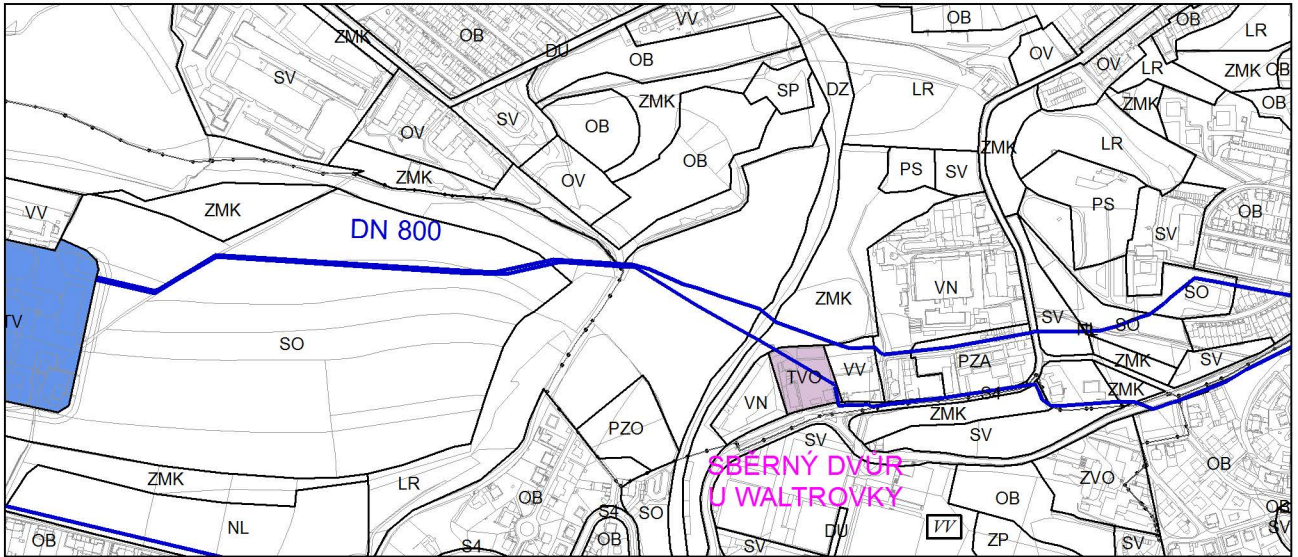 VV
OB
LR
ZMK
OB
DU
OB
OB
OV
OV
LR
ZMK
OB
SV
OB
ZMK
SP
DZ
LR
ZMK
OV
SV
OB
LR
ZMK
OB
ZMK
OV
PS
SV
PS
OB
VV
ZMK
DN 800
SV
TV
ZMK
VN
SO
SO
SV
SO
ZMK
SV
PZA
TVO
VV
ZMK
S4
VN
ZMK
PZO
SV
SV
SBĚRNÝ DVŮR
U WALTROVKY
ZMK
LR
OB
OB
ZVO
OB
NL
S4
SO
VV
OB
S4
OB
SV
DU
ZP
SV
OB
SV